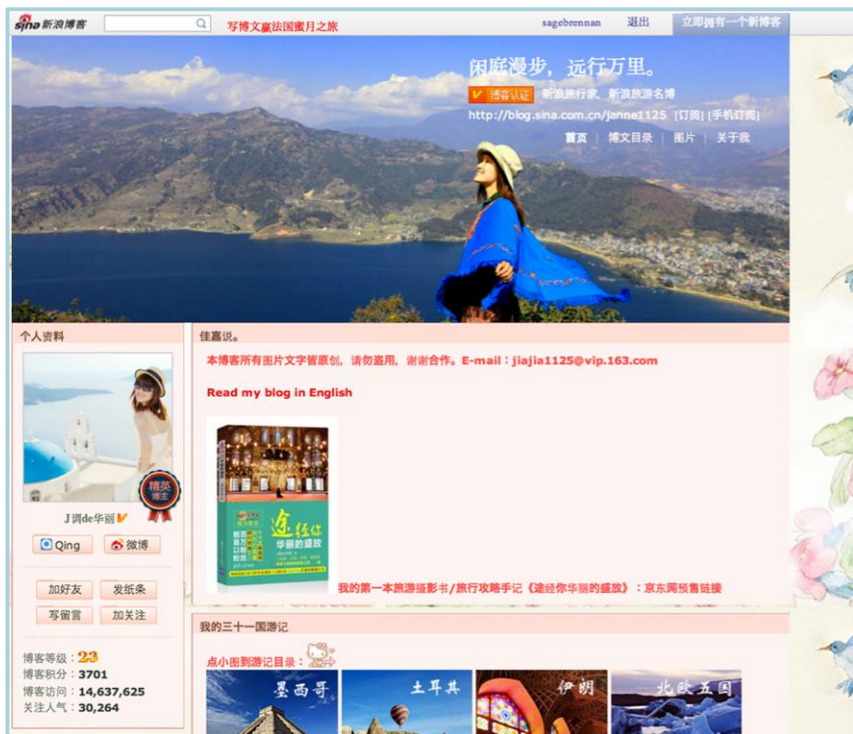 sina 新浪博客
写博文赢法国蜜月之旅
sagebrennan
退出
立即拥有一个新博客
闲庭漫步，远行万里。
博客认证 新浪旅行家、新浪旅游名博
http://blog.sina.com.cn/janne1125 [订阅] [手机订阅]
首页 博文目录 图片 关于我
个人资料
精英
博主
J调de华丽
Qing 微博
加好友 发纸条
写留言 加关注
博客等级：23
博客积分：3701
博客访问：14,637,625
关注人气：30,264
佳嘉说。
本博客所有图片文字皆原创，请勿盗用，谢谢合作。E-mail：jiajia1125@vip.163.com
Read my blog in English
途经你
华丽的盛放
我的第一本旅游摄影书/旅行攻略手记《途经你华丽的盛放》：京东网预售链接
我的三十一国游记
点小图到游记目录：
墨西哥 土耳其 伊朗 北欧五国